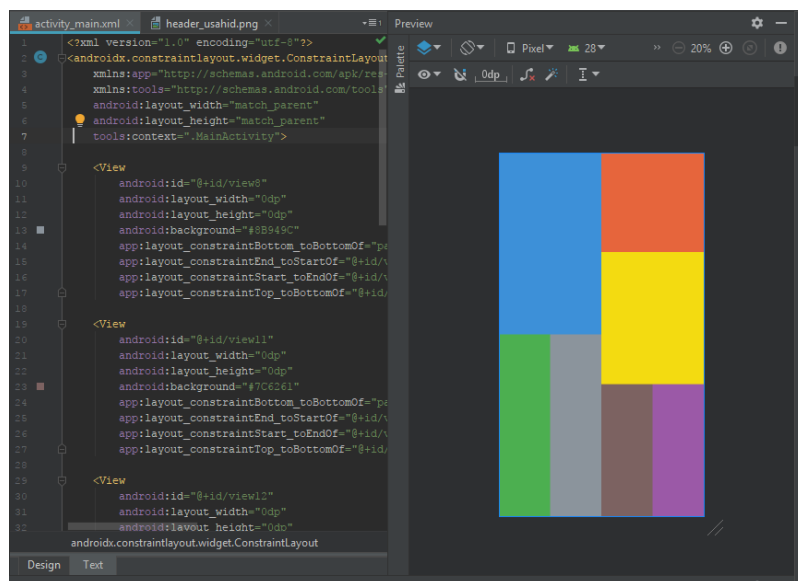 activity_main.xml
header_usahid.png
1
Preview
Pixel
28
20%
0dp
Palette
1 <?xml version="1.0" encoding="utf-8"?>
2 <androidx.constraintlayout.widget.ConstraintLayout
3 xmlns:app="http://schemas.android.com/apk/res-
4 xmlns:tools="http://schemas.android.com/tools"
5 android:layout_width="match_parent"
6 android:layout_height="match_parent"
7 tools:context=".MainActivity">
8
9 <View
10 android:id="@+id/view8"
11 android:layout_width="0dp"
12 android:layout_height="0dp"
13 android:background="#8B949C"
14 app:layout_constraintBottom_toBottomOf="pa
15 app:layout_constraintEnd_toStartOf="@+id/v
16 app:layout_constraintStart_toEndOf="@+id/v
17 app:layout_constraintTop_toBottomOf="@+id/
18
19 <View
20 android:id="@+id/view11"
21 android:layout_width="0dp"
22 android:layout_height="0dp"
23 android:background="#7C6261"
24 app:layout_constraintBottom_toBottomOf="pa
25 app:layout_constraintEnd_toStartOf="@+id/v
26 app:layout_constraintStart_toEndOf="@+id/v
27 app:layout_constraintTop_toBottomOf="@+id/
28
29 <View
30 android:id="@+id/view12"
31 android:layout_width="0dp"
32 android:layout_height="0dp"
androidx.constraintlayout.widget.ConstraintLayout
Design
Text